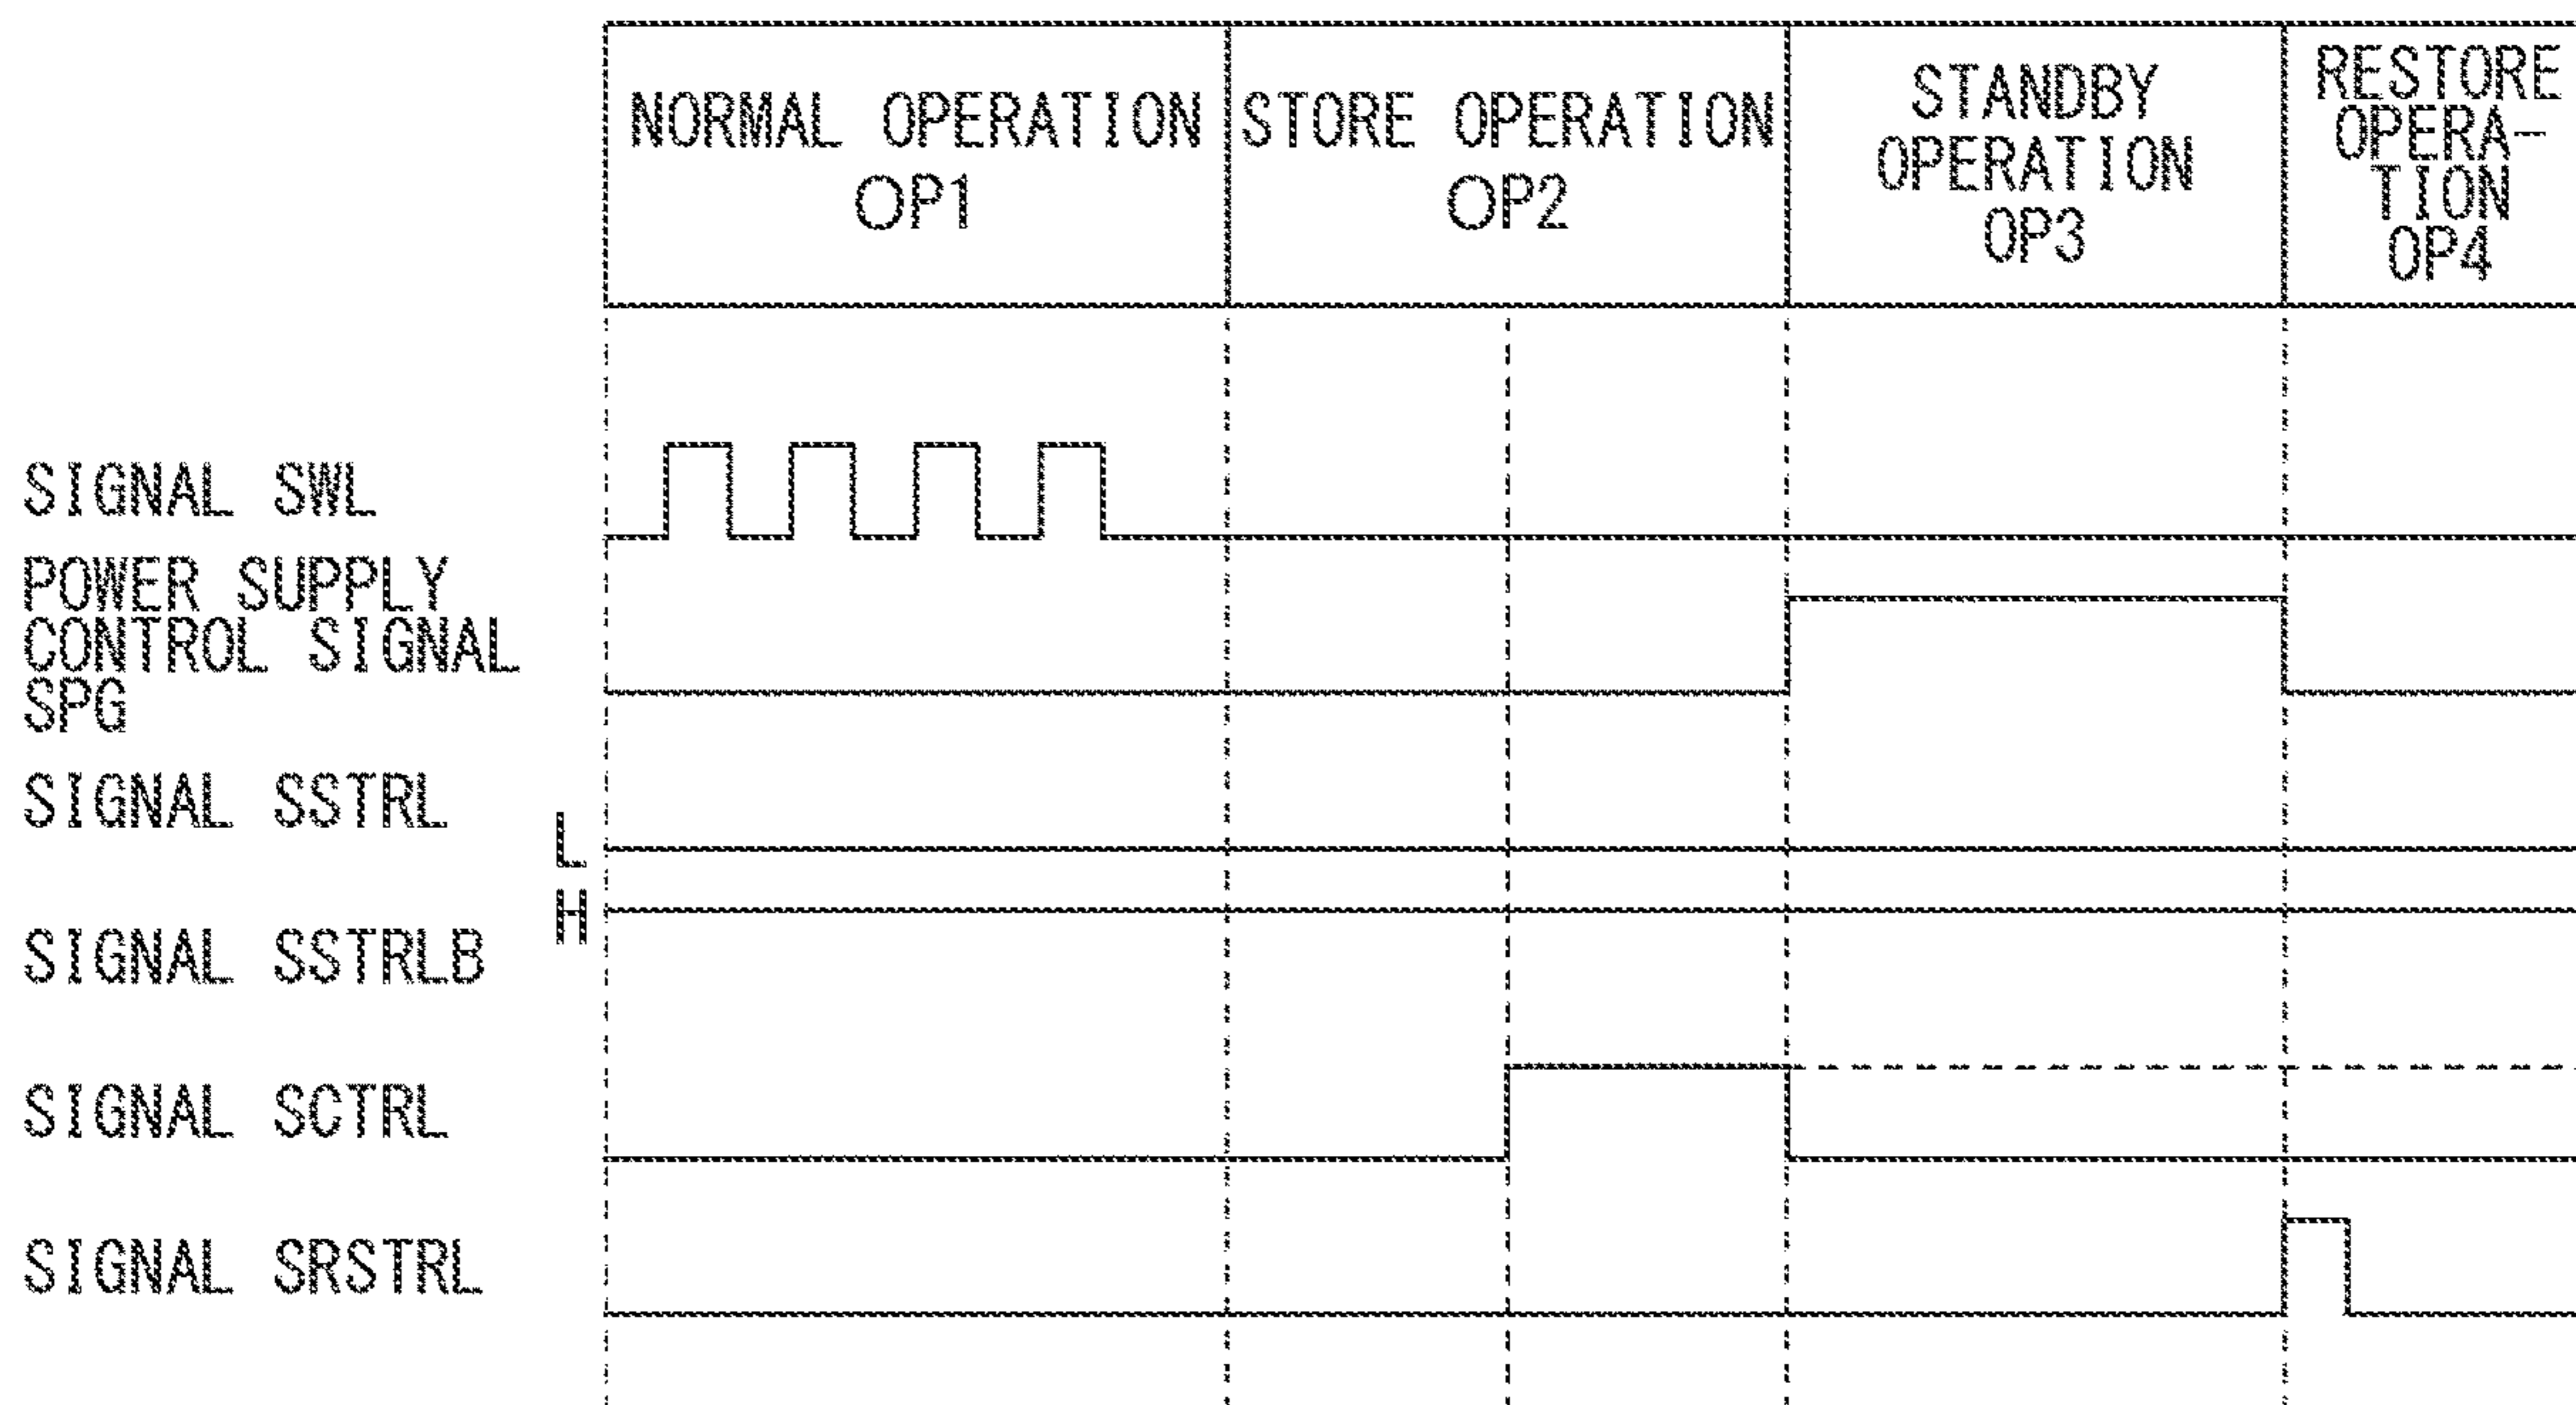 NORMAL OPERATION
OP1
STORE OPERATION
OP2
STANDBY
OPERATION
OP3
RESTORE
OPERA-
TION
OP4
SIGNAL SWL
POWER SUPPLY
CONTROL SIGNAL
SPG
SIGNAL SSTRL
L
H
SIGNAL SSTRLB
SIGNAL SCTRL
SIGNAL SRSTRL